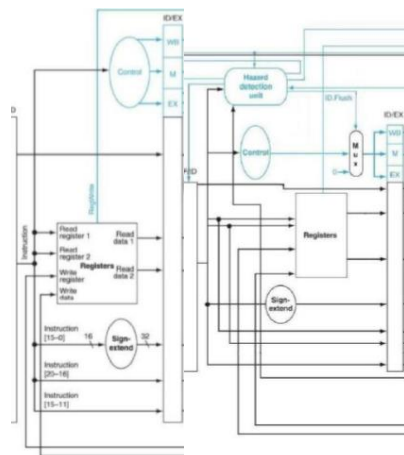 ID/EX
WB
Control
M
EX
RegWrite
Instruction
Read
register 1
Read
data 1
Read
register 2
Registers
Write
register
Read
data 2
Write
data
Instruction
[15–0]
16
Sign-
extend
32
Instruction
[20–16]
Instruction
[15–11]
Hazard
detection
unit
ID.Flush
ID/EX
Control
Mux
WB
M
0
EX
Registers
Sign-
extend